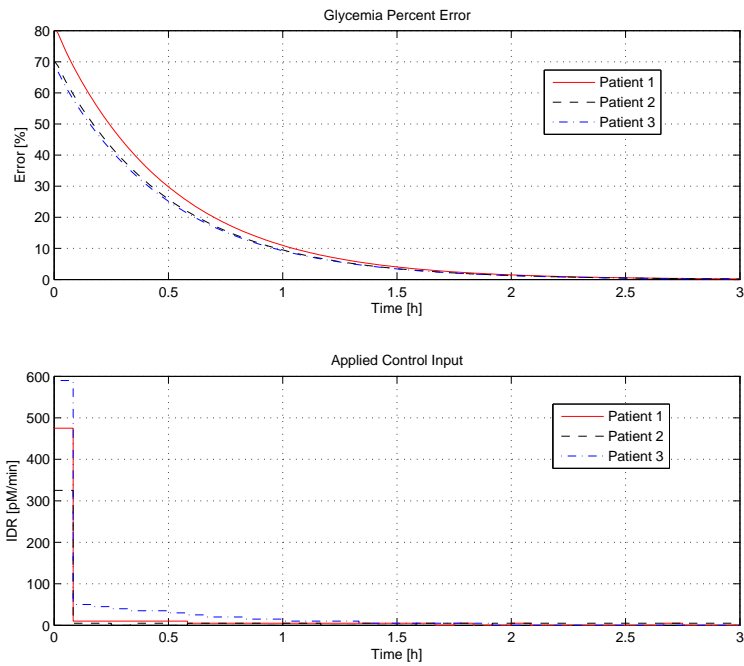 Glycemia Percent Error
80
70
60
50
40
30
20
10
0
Error [%]
Patient 1
Patient 2
Patient 3
0 0.5 1 1.5 2 2.5 3
Time [h]
Applied Control Input
600
500
400
300
200
100
0
IDR [pM/min]
Patient 1
Patient 2
Patient 3
0 0.5 1 1.5 2 2.5 3
Time [h]